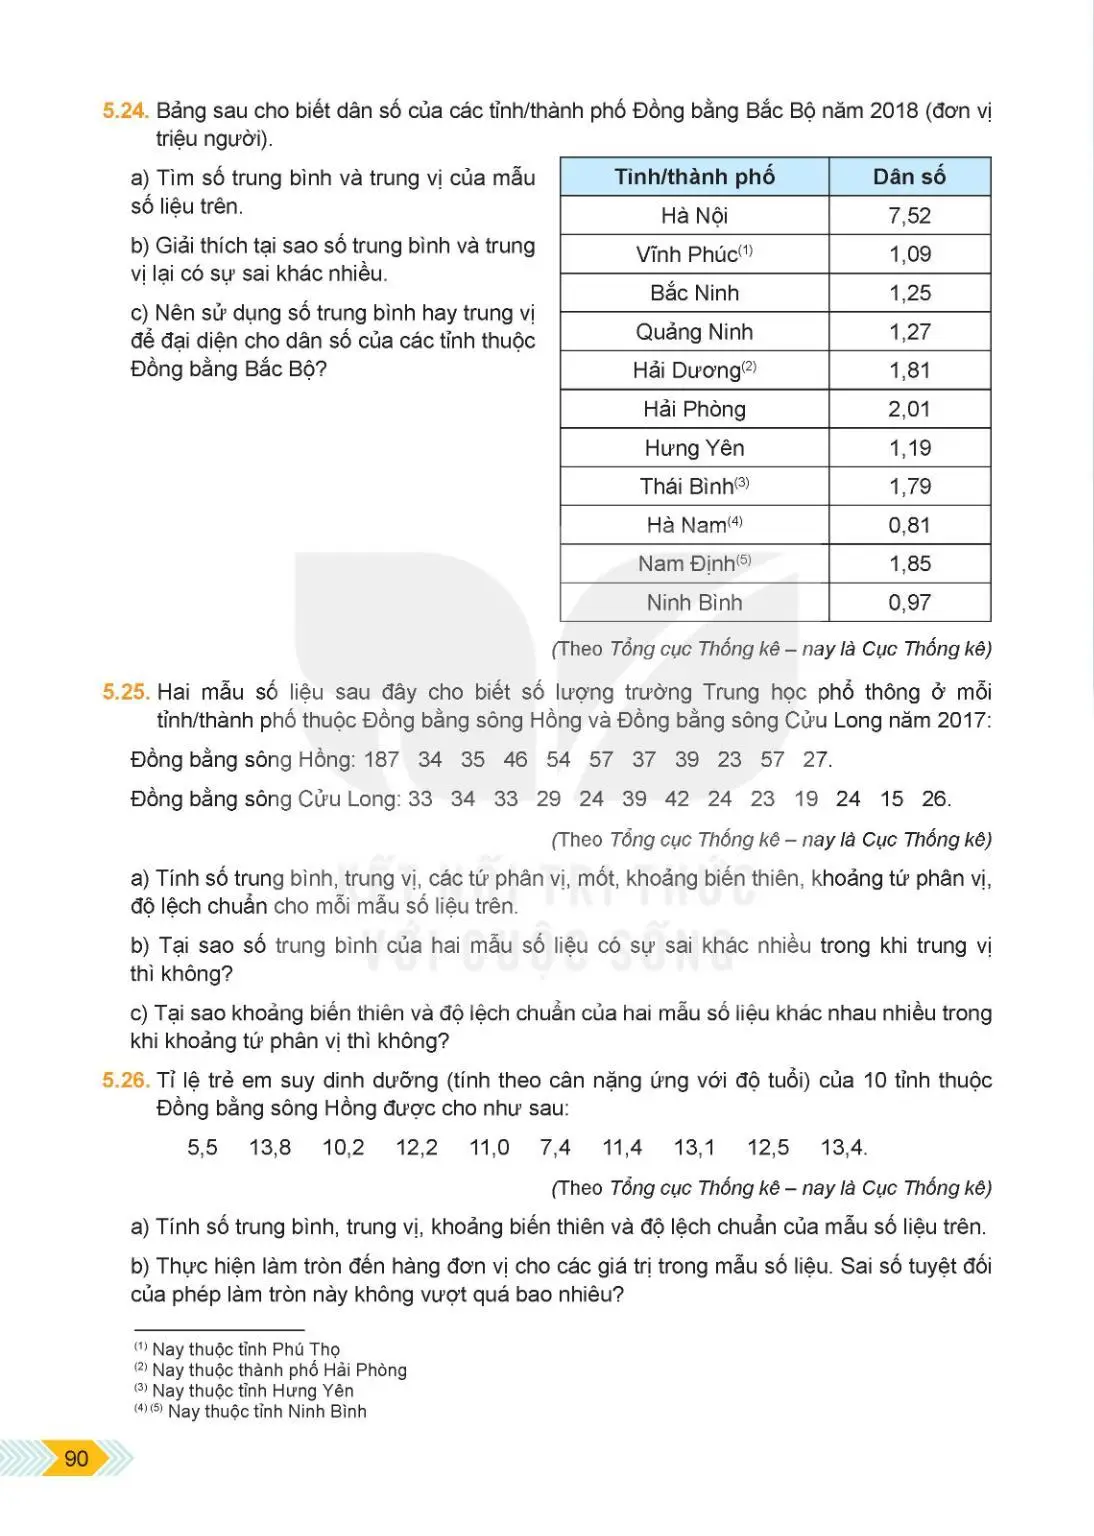 5.24. Bảng sau cho biết dân số của các tỉnh/thành phố Đồng bằng Bắc Bộ năm 2018 (đơn vị
triệu người).
a) Tìm số trung bình và trung vị của mẫu
số liệu trên.
b) Giải thích tại sao số trung bình và trung
vị lại có sự sai khác nhiều.
c) Nên sử dụng số trung bình hay trung vị
để đại diện cho dân số của các tỉnh thuộc
Đồng bằng Bắc Bộ?
Tỉnh/thành phố Dân số
Hà Nội 7,52
Vĩnh Phúc(1) 1,09
Bắc Ninh 1,25
Quảng Ninh 1,27
Hải Dương(2) 1,81
Hải Phòng 2,01
Hưng Yên 1,19
Thái Bình(3) 1,79
Hà Nam(4) 0,81
Nam Định(5) 1,85
Ninh Bình 0,97
(Theo Tổng cục Thống kê – nay là Cục Thống kê)
5.25. Hai mẫu số liệu sau đây cho biết số lượng trường Trung học phổ thông ở mỗi
tỉnh/thành phố thuộc Đồng bằng sông Hồng và Đồng bằng sông Cửu Long năm 2017:
Đồng bằng sông Hồng: 187 34 35 46 54 57 37 39 23 57 27.
Đồng bằng sông Cửu Long: 33 34 33 29 24 39 42 24 23 19 24 15 26.
(Theo Tổng cục Thống kê – nay là Cục Thống kê)
a) Tính số trung bình, trung vị, các tứ phân vị, mốt, khoảng biến thiên, khoảng tứ phân vị,
độ lệch chuẩn cho mỗi mẫu số liệu trên.
KẾT NỐI TRI THỨC
VỚI CUỘC SỐNG
b) Tại sao số trung bình của hai mẫu số liệu có sự sai khác nhiều trong khi trung vị
thì không?
c) Tại sao khoảng biến thiên và độ lệch chuẩn của hai mẫu số liệu khác nhau nhiều trong
khi khoảng tứ phân vị thì không?
5.26. Tỉ lệ trẻ em suy dinh dưỡng (tính theo cân nặng ứng với độ tuổi) của 10 tỉnh thuộc
Đồng bằng sông Hồng được cho như sau:
5,5 13,8 10,2 12,2 11,0 7,4 11,4 13,1 12,5 13,4.
(Theo Tổng cục Thống kê – nay là Cục Thống kê)
a) Tính số trung bình, trung vị, khoảng biến thiên và độ lệch chuẩn của mẫu số liệu trên.
b) Thực hiện làm tròn đến hàng đơn vị cho các giá trị trong mẫu số liệu. Sai số tuyệt đối
của phép làm tròn này không vượt quá bao nhiêu?
(1) Nay thuộc tỉnh Phú Thọ
(2) Nay thuộc thành phố Hải Phòng
(3) Nay thuộc tỉnh Hưng Yên
(4) (5) Nay thuộc tỉnh Ninh Bình
90